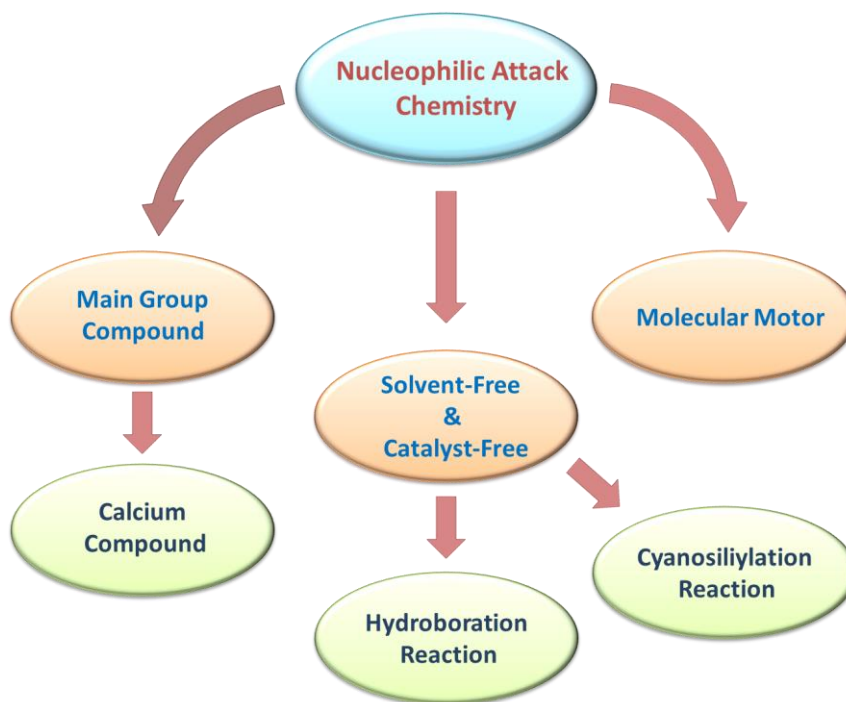 Nucleophilic Attack
Chemistry
Main Group
Compound
Molecular Motor
Solvent-Free
&
Catalyst-Free
Calcium
Compound
Cyanosiliylation
Reaction
Hydroboration
Reaction